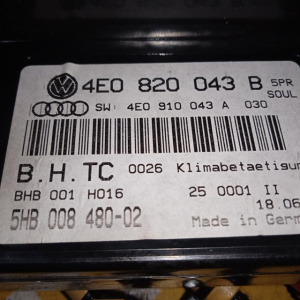 4E0 820 043 B 5PR
SOUL
SW: 4E0 910 043 A 030
B.H.TC 0026 Klimabetaetigun
BHB 001 H016 25 0001 II
5HB 008 480-02 18.06
Made in Germ